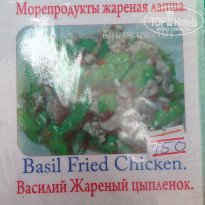 Морепродукты жареная лапша.
150
Basil Fried Chicken.
Василий Жареный цыпленок.